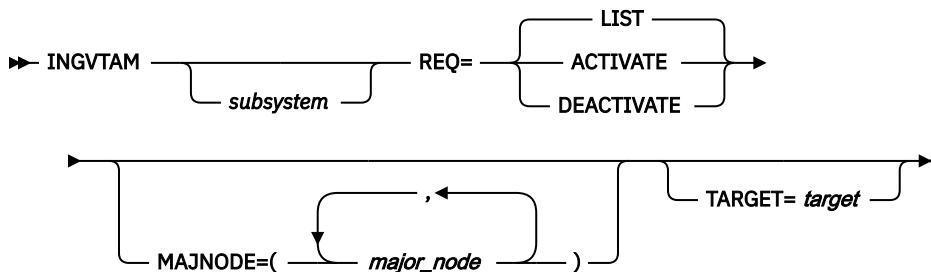 LIST
INGVTAM subsystem REQ= ACTIVATE
DEACTIVATE
,
MAJNODE=( major_node )
TARGET= target